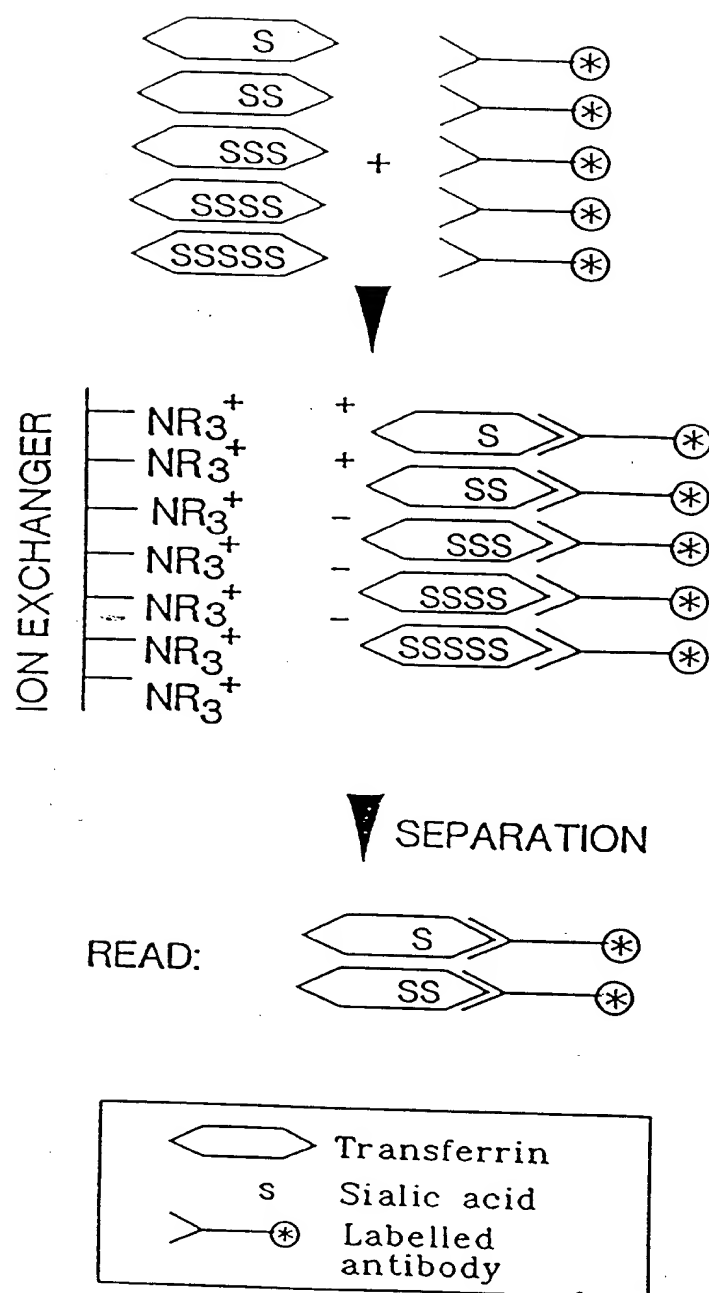 S
SS
SSS
SSSS
SSSSS
+
*
*
*
*
*
ION EXCHANGER
NR3+
NR3+
NR3+
NR3+
NR3+
NR3+
NR3+
+
+
−
−
−
S
SS
SSS
SSSS
SSSSS
*
*
*
*
*
SEPARATION
READ:
S
SS
*
*
Transferrin
S Sialic acid
* Labelled
antibody